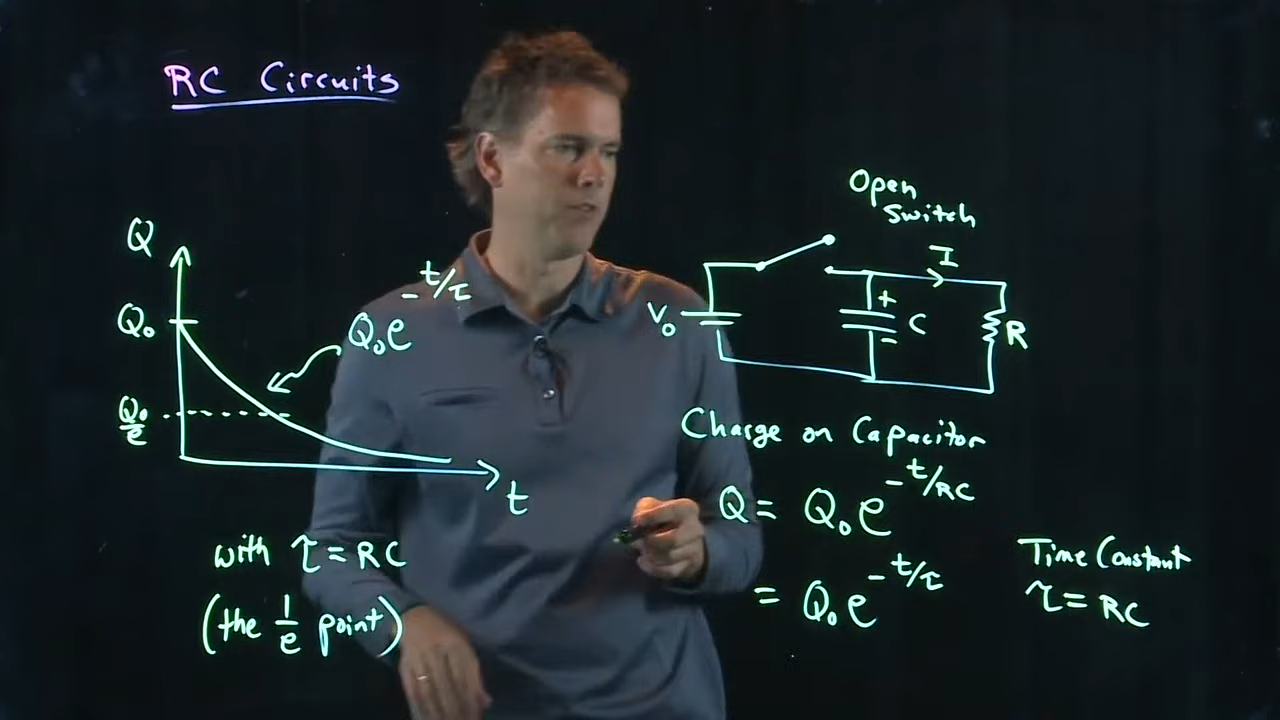 RC Circuits
Q
Q₀
Q₀/e
Q₀e^(-t/τ)
t
with τ = RC
(the 1/e point)
Open
Switch
I
V₀
+
C
−
R
Charge on Capacitor
Q = Q₀e^(-t/RC)
= Q₀e^(-t/τ)
Time Constant
τ = RC